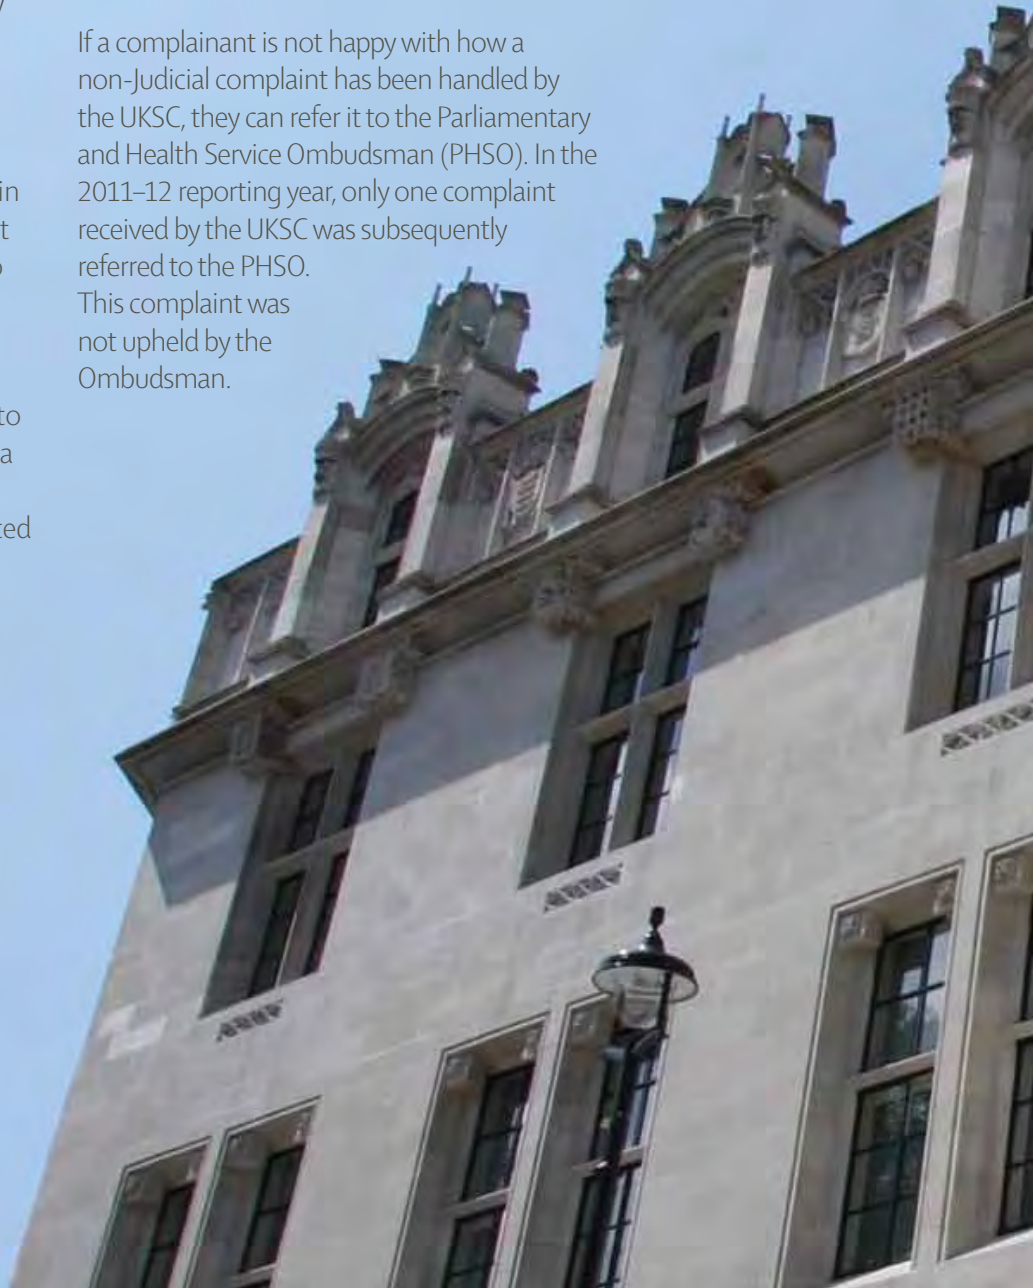 in
to
a
If a complainant is not happy with how a
non-Judicial complaint has been handled by
the UKSC, they can refer it to the Parliamentary
and Health Service Ombudsman (PHSO). In the
2011–12 reporting year, only one complaint
received by the UKSC was subsequently
referred to the PHSO.
This complaint was
not upheld by the
Ombudsman.